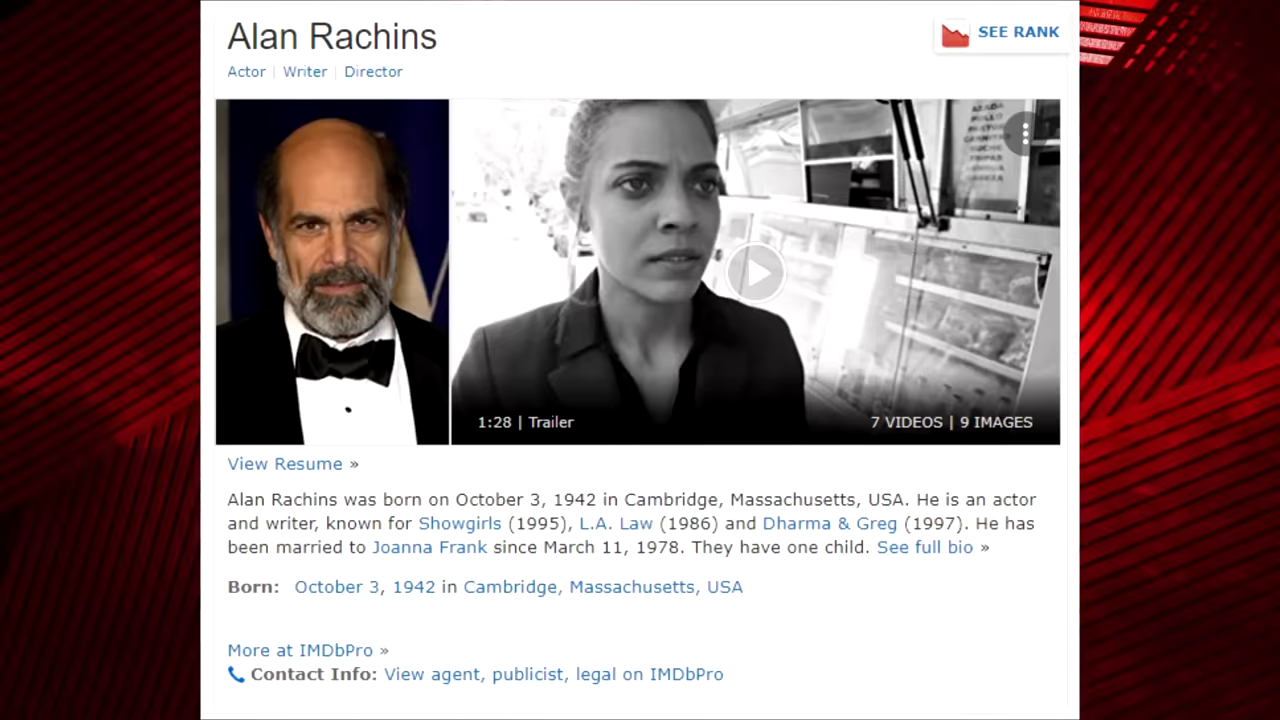 Alan Rachins
SEE RANK
Actor | Writer | Director
1:28 | Trailer
7 VIDEOS | 9 IMAGES
View Resume »
Alan Rachins was born on October 3, 1942 in Cambridge, Massachusetts, USA. He is an actor
and writer, known for Showgirls (1995), L.A. Law (1986) and Dharma & Greg (1997). He has
been married to Joanna Frank since March 11, 1978. They have one child. See full bio »
Born: October 3, 1942 in Cambridge, Massachusetts, USA
More at IMDbPro »
Contact Info: View agent, publicist, legal on IMDbPro